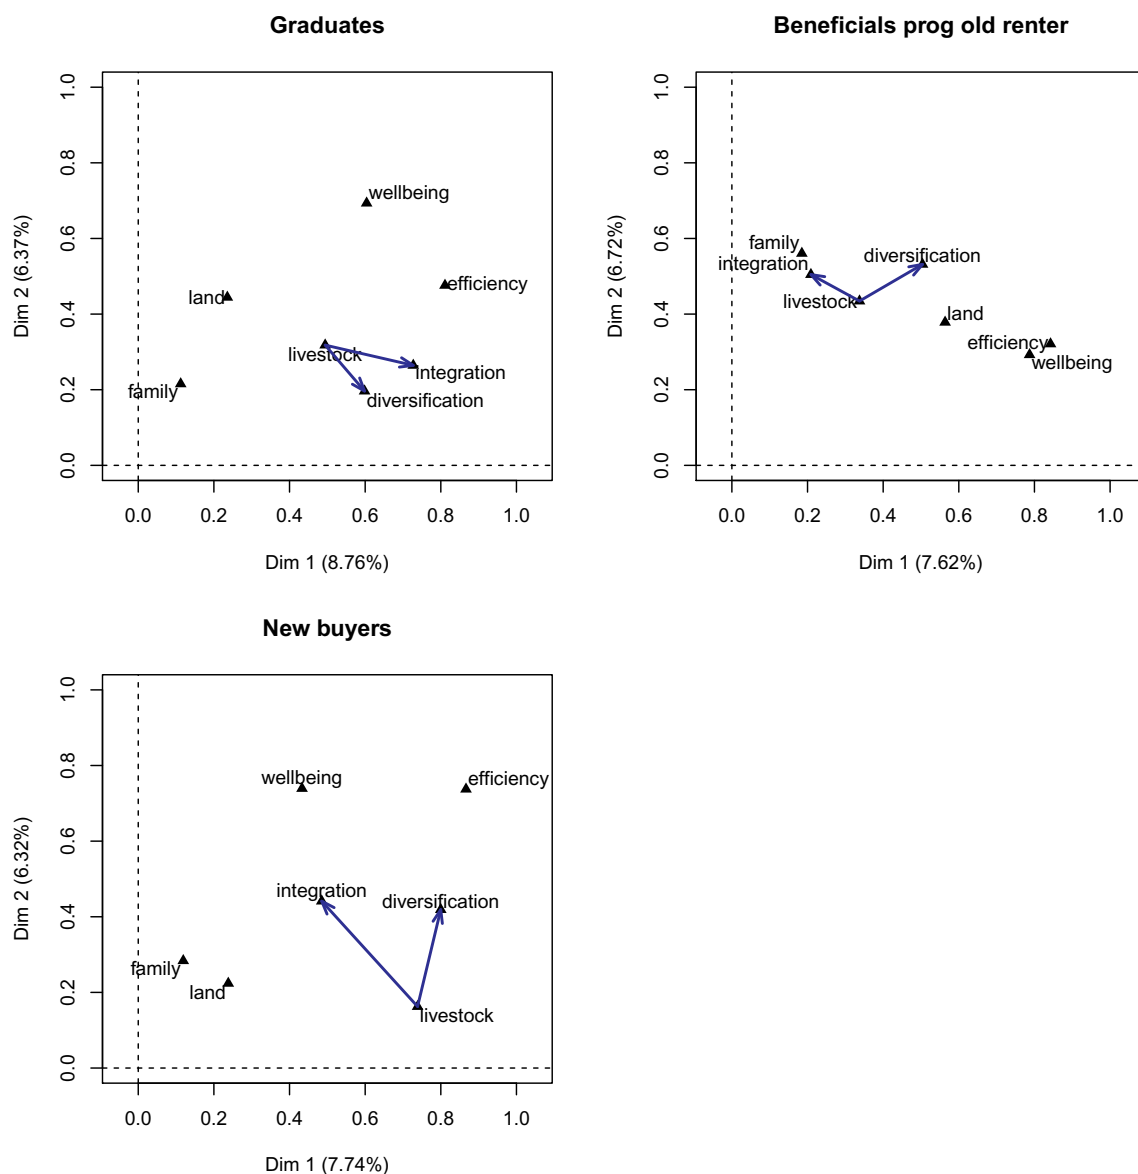 Graduates
Dim 2 (6.37%)
1.0
0.8
0.6
0.4
0.2
0.0
wellbeing
efficiency
land
livestock
integration
family
diversification
0.0 0.2 0.4 0.6 0.8 1.0
Dim 1 (8.76%)
Beneficials prog old renter
Dim 2 (6.72%)
1.0
0.8
0.6
0.4
0.2
0.0
family
diversification
integration
livestock
land
efficiency
wellbeing
0.0 0.2 0.4 0.6 0.8 1.0
Dim 1 (7.62%)
New buyers
Dim 2 (6.32%)
1.0
0.8
0.6
0.4
0.2
0.0
wellbeing
efficiency
integration
diversification
family
land
livestock
0.0 0.2 0.4 0.6 0.8 1.0
Dim 1 (7.74%)